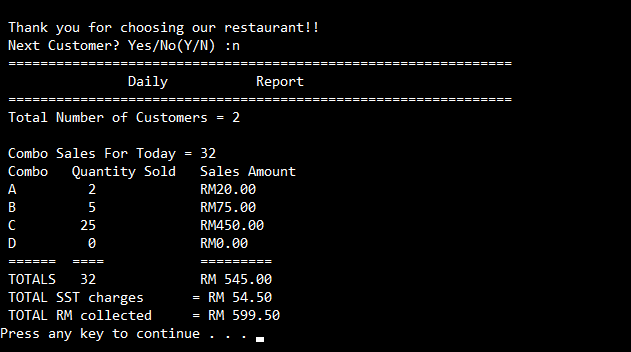 Thank you for choosing our restaurant!!
Next Customer? Yes/No(Y/N) :n
===============================================================
Daily           Report
===============================================================
Total Number of Customers = 2
Combo Sales For Today = 32
Combo   Quantity Sold   Sales Amount
A         2             RM20.00
B         5             RM75.00
C        25             RM450.00
D         0             RM0.00
======  ====            =========
TOTALS   32             RM 545.00
TOTAL SST charges      = RM 54.50
TOTAL RM collected     = RM 599.50
Press any key to continue . . .